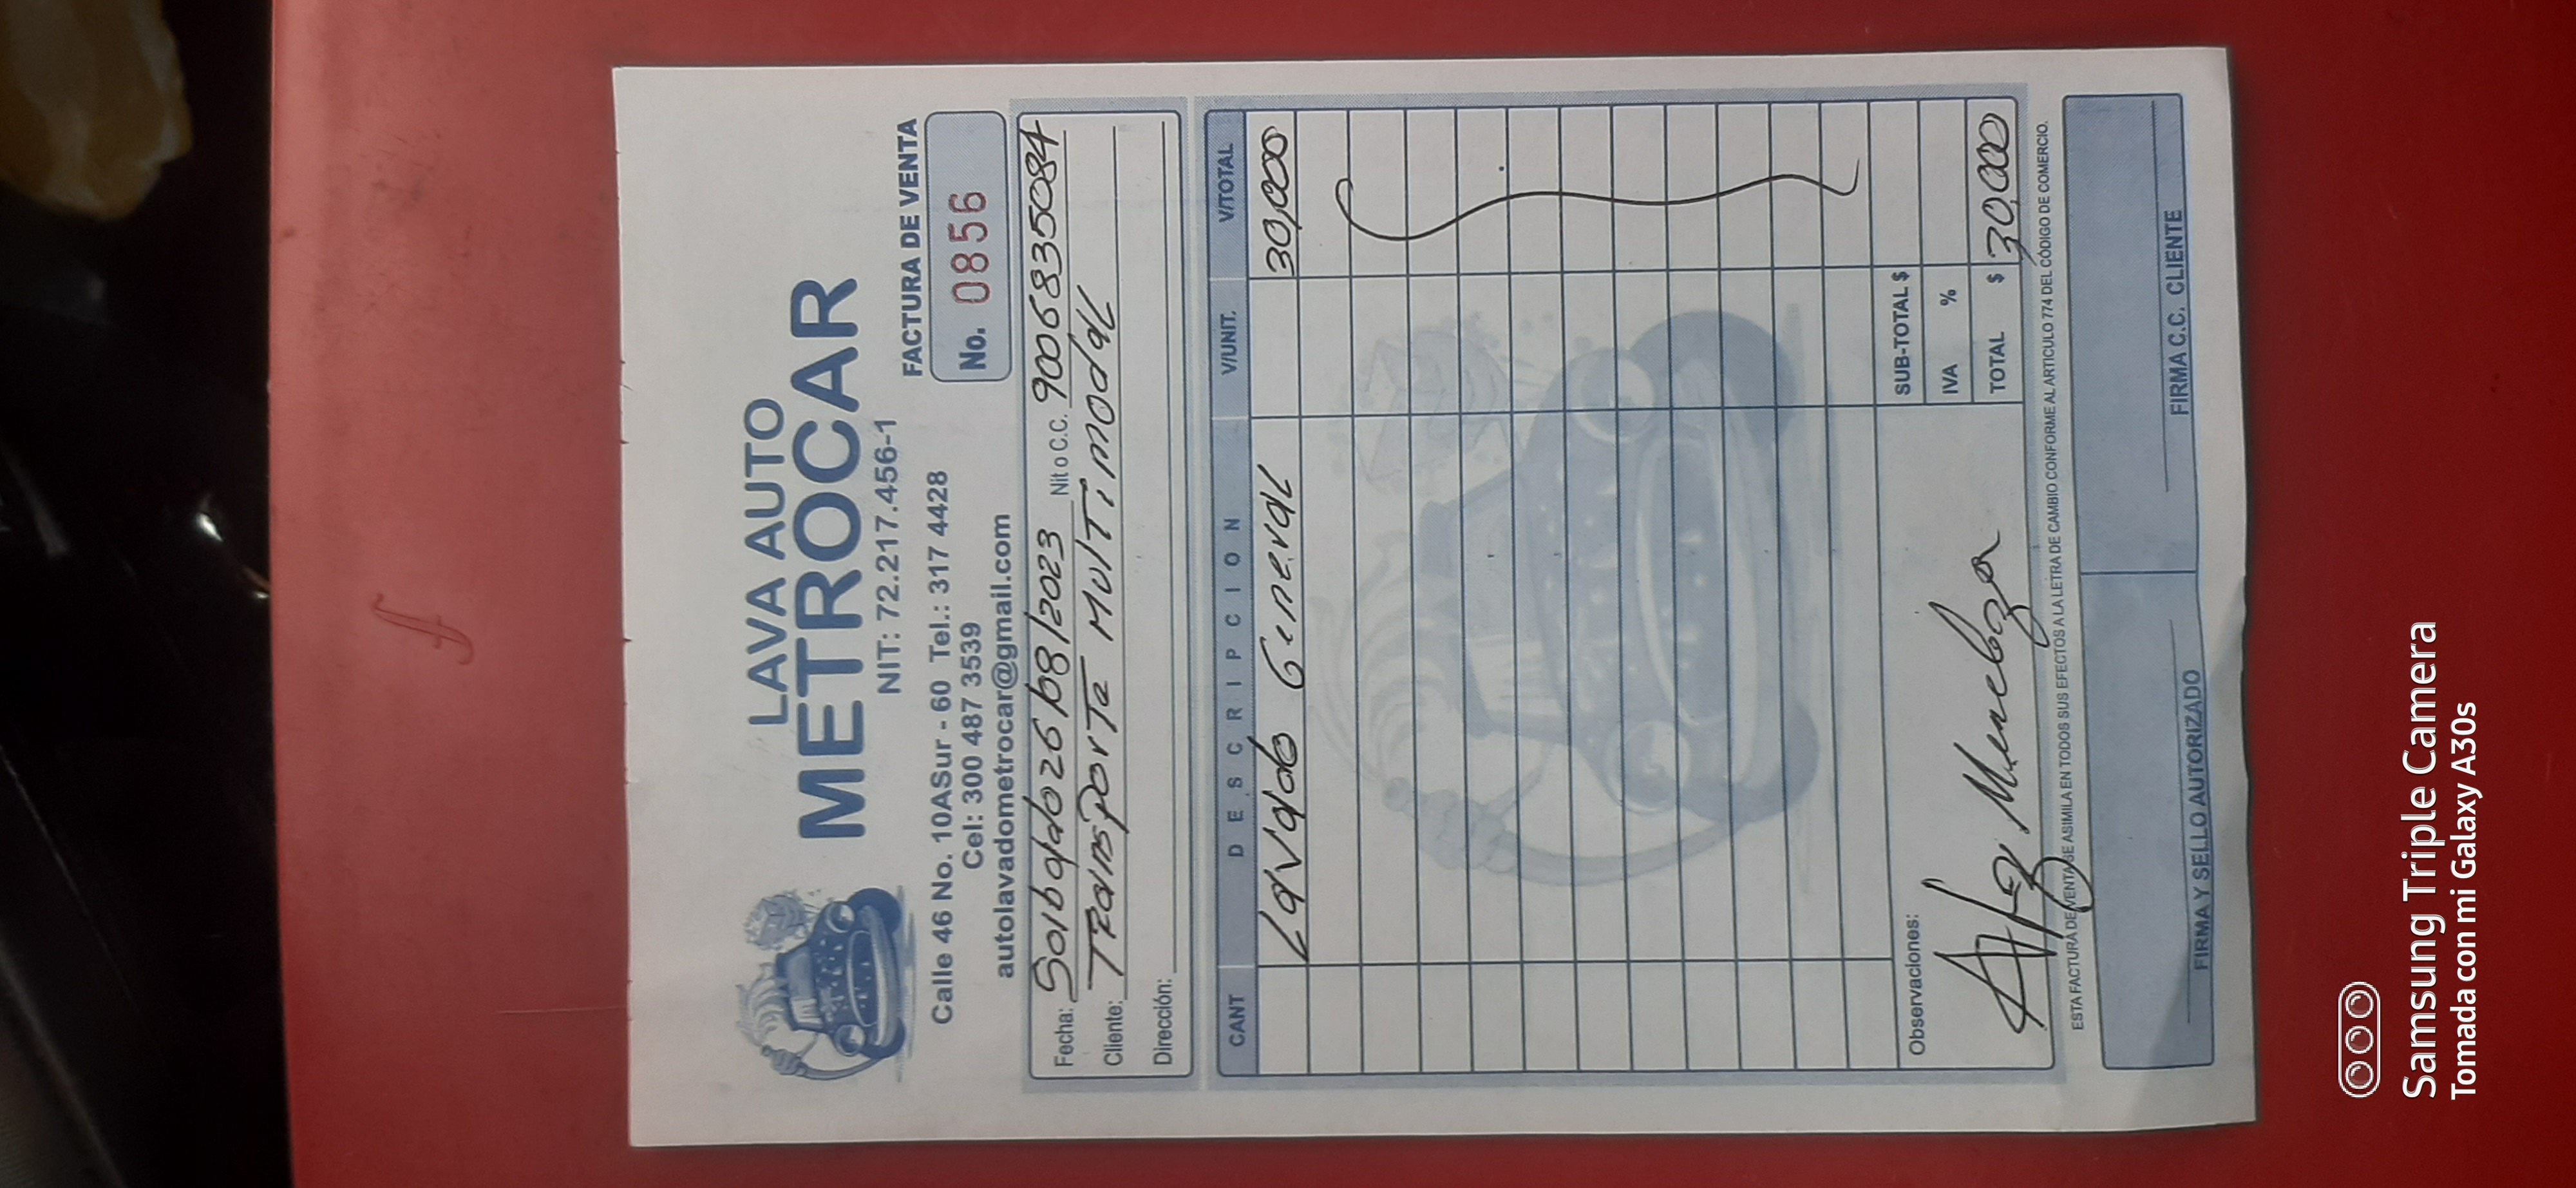 LAVA AUTO
METROCAR
NIT: 72.217.456-1
FACTURA DE VENTA
Calle 46 No. 10ASur - 60 Tel.: 317 4428
Cel: 300 487 3539
autolavadometrocar@gmail.com
No. 0856
Fecha: Solbapdo 26/08/2023 Nit o C.C. 9006835084
Cliente: TRansporTe MulTimodal
Dirección:
CANT DESCRIPCION V/UNIT. V/TOTAL
Lavado General 30,000
SUB-TOTAL $
IVA %
TOTAL $ 30,000
Observaciones:
Mendoza
ESTA FACTURA DE VENTA SE ASIMILA EN TODOS SUS EFECTOS A LA LETRA DE CAMBIO CONFORME AL ARTICULO 774 DEL CÓDIGO DE COMERCIO.
FIRMA Y SELLO AUTORIZADO
FIRMA C.C. CLIENTE
Samsung Triple Camera
Tomada con mi Galaxy A30s